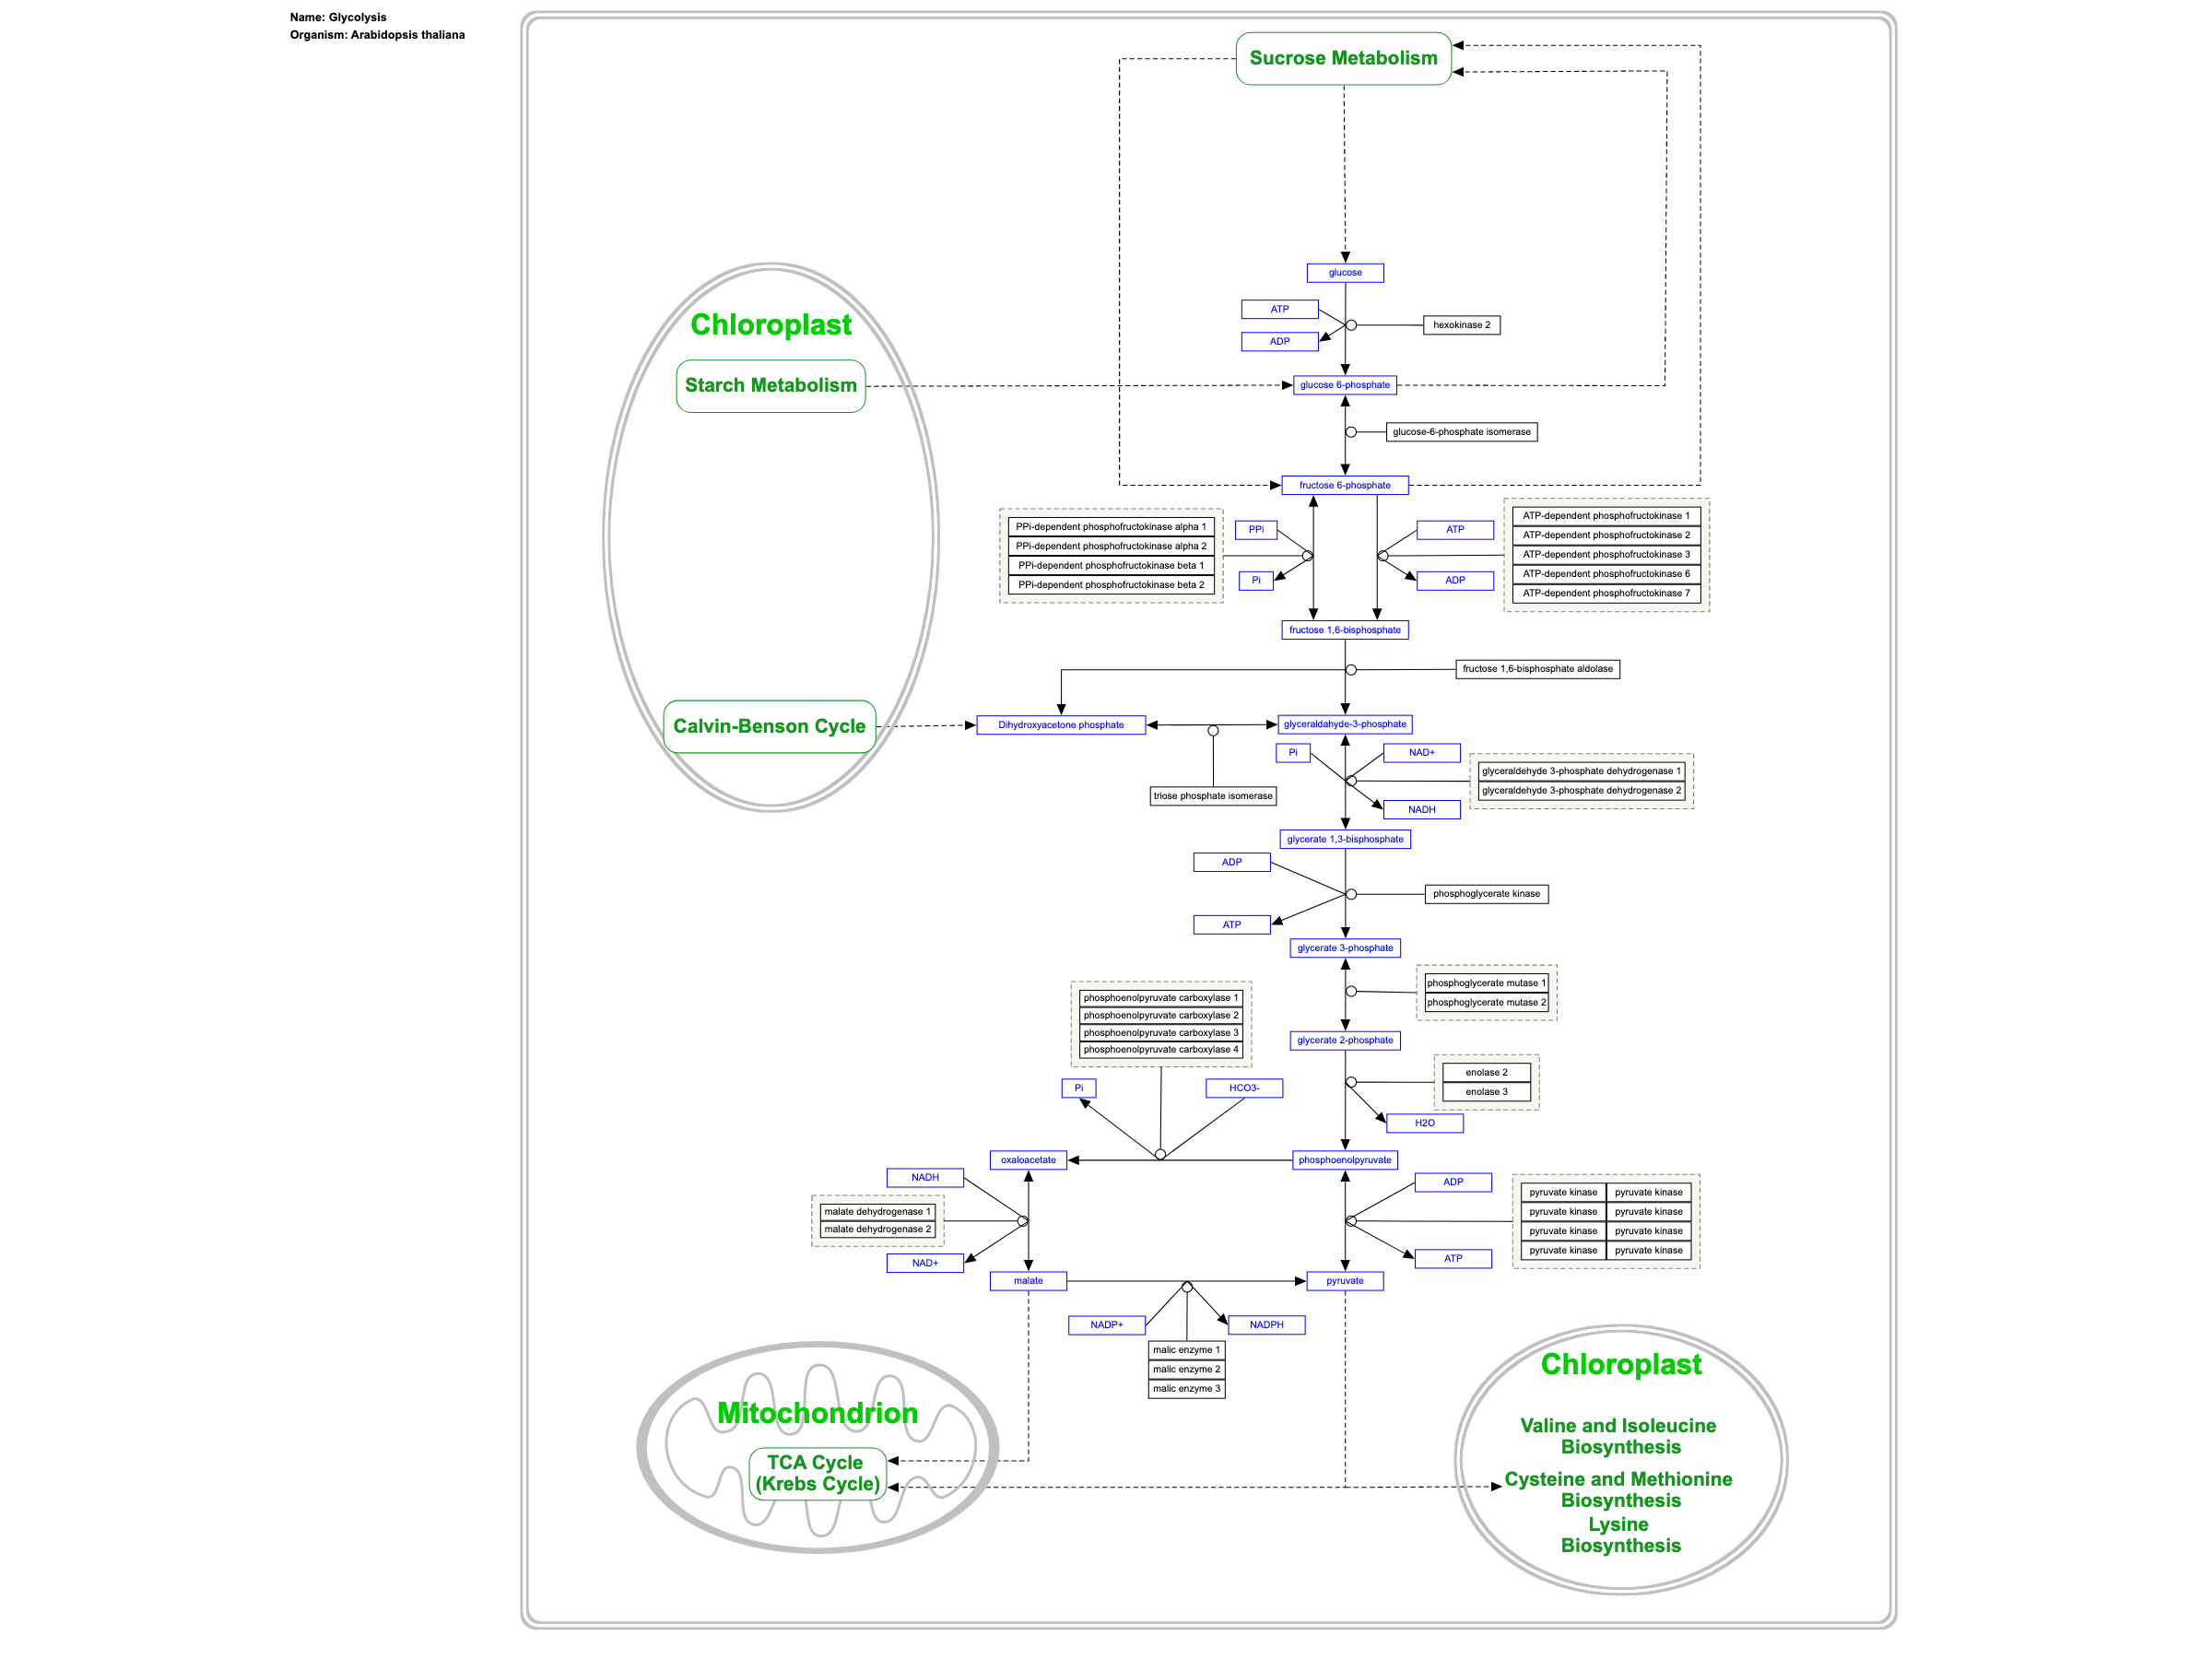 Name: Glycolysis
Organism: Arabidopsis thaliana
Sucrose Metabolism
glucose
Chloroplast
ATP
hexokinase 2
ADP
Starch Metabolism
glucose 6-phosphate
glucose-6-phosphate isomerase
fructose 6-phosphate
PPi-dependent phosphofructokinase alpha 1
PPi-dependent phosphofructokinase alpha 2
PPi-dependent phosphofructokinase beta 1
PPi-dependent phosphofructokinase beta 2
PPi
Pi
ATP
ADP
ATP-dependent phosphofructokinase 1
ATP-dependent phosphofructokinase 2
ATP-dependent phosphofructokinase 3
ATP-dependent phosphofructokinase 6
ATP-dependent phosphofructokinase 7
fructose 1,6-bisphosphate
fructose 1,6-bisphosphate aldolase
Calvin-Benson Cycle
Dihydroxyacetone phosphate
glyceraldahyde-3-phosphate
Pi
NAD+
glyceraldehyde 3-phosphate dehydrogenase 1
glyceraldehyde 3-phosphate dehydrogenase 2
triose phosphate isomerase
NADH
glycerate 1,3-bisphosphate
ADP
phosphoglycerate kinase
ATP
glycerate 3-phosphate
phosphoglycerate mutase 1
phosphoglycerate mutase 2
phosphoenolpyruvate carboxylase 1
phosphoenolpyruvate carboxylase 2
phosphoenolpyruvate carboxylase 3
phosphoenolpyruvate carboxylase 4
glycerate 2-phosphate
enolase 2
enolase 3
Pi
HCO3-
H2O
oxaloacetate
phosphoenolpyruvate
NADH
malate dehydrogenase 1
malate dehydrogenase 2
NAD+
ADP
pyruvate kinase pyruvate kinase
pyruvate kinase pyruvate kinase
pyruvate kinase pyruvate kinase
pyruvate kinase pyruvate kinase
ATP
malate
pyruvate
NADP+
NADPH
malic enzyme 1
malic enzyme 2
malic enzyme 3
Mitochondrion
TCA Cycle
(Krebs Cycle)
Chloroplast
Valine and Isoleucine
Biosynthesis
Cysteine and Methionine
Biosynthesis
Lysine
Biosynthesis